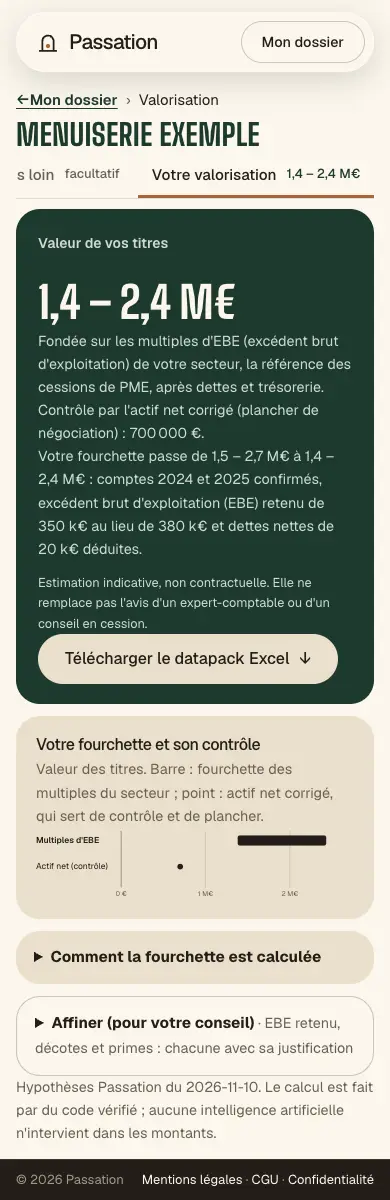 Passation
Mon dossier
←Mon dossier › Valorisation
MENUISERIE EXEMPLE
s loin facultatif Votre valorisation 1,4 – 2,4 M€
Valeur de vos titres
1,4 – 2,4 M€
Fondée sur les multiples d'EBE (excédent brut
d'exploitation) de votre secteur, la référence des
cessions de PME, après dettes et trésorerie.
Contrôle par l'actif net corrigé (plancher de
négociation) : 700 000 €.
Votre fourchette passe de 1,5 – 2,7 M€ à 1,4 –
2,4 M€ : comptes 2024 et 2025 confirmés,
excédent brut d'exploitation (EBE) retenu de
350 k€ au lieu de 380 k€ et dettes nettes de
20 k€ déduites.
Estimation indicative, non contractuelle. Elle ne
remplace pas l'avis d'un expert-comptable ou d'un
conseil en cession.
Télécharger le datapack Excel ↓
Votre fourchette et son contrôle
Valeur des titres. Barre : fourchette des
multiples du secteur ; point : actif net corrigé,
qui sert de contrôle et de plancher.
Multiples d'EBE
Actif net (contrôle)
0 € 1 M€ 2 M€
▶ Comment la fourchette est calculée
▶ Affiner (pour votre conseil) · EBE retenu,
décotes et primes : chacune avec sa justification
Hypothèses Passation du 2026-11-10. Le calcul est fait
par du code vérifié ; aucune intelligence artificielle
n'intervient dans les montants.
© 2026 Passation Mentions légales · CGU · Confidentialité